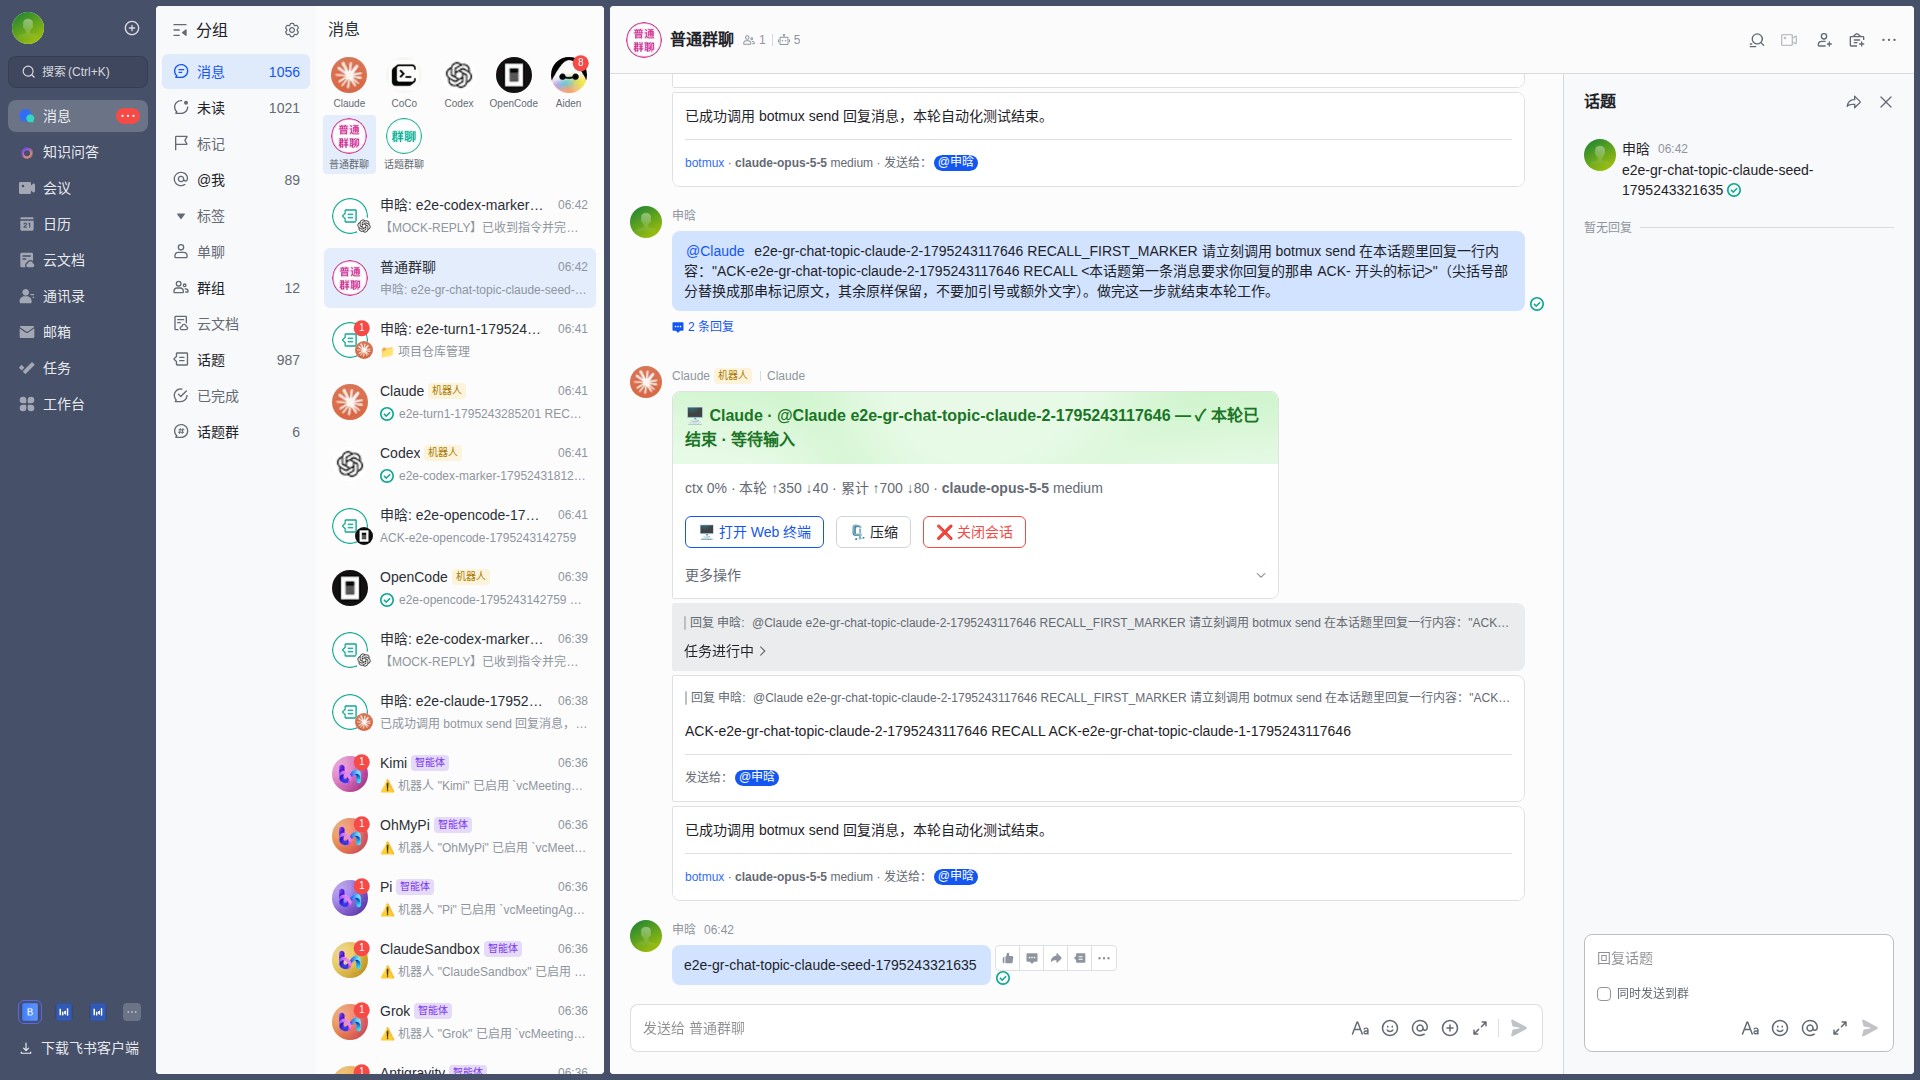 搜索 (Ctrl+K)
消息
知识问答
会议
日历
云文档
通讯录
邮箱
任务
工作台
下载飞书客户端
分组
消息 1056
未读 1021
标记
@我 89
标签
单聊
群组 12
云文档
话题 987
已完成
话题群 6
消息
Claude
CoCo
Codex
OpenCode
8
Aiden
普通群聊
普通群聊
群聊
话题群聊
申晗: e2e-codex-marker… 06:42
【MOCK-REPLY】已收到指令并完…
普通群聊
普通群聊 06:42
申晗: e2e-gr-chat-topic-claude-seed-…
1
申晗: e2e-turn1-179524… 06:41
📁 项目仓库管理
Claude 机器人 06:41
e2e-turn1-1795243285201 REC…
Codex 机器人 06:41
e2e-codex-marker-17952431812…
申晗: e2e-opencode-17… 06:41
ACK-e2e-opencode-1795243142759
OpenCode 机器人 06:39
e2e-opencode-1795243142759 …
申晗: e2e-codex-marker… 06:39
【MOCK-REPLY】已收到指令并完…
申晗: e2e-claude-17952… 06:38
已成功调用 botmux send 回复消息，…
1
Kimi 智能体 06:36
⚠️ 机器人 "Kimi" 已启用 `vcMeeting…
1
OhMyPi 智能体 06:36
⚠️ 机器人 "OhMyPi" 已启用 `vcMeet…
1
Pi 智能体 06:36
⚠️ 机器人 "Pi" 已启用 `vcMeetingAg…
1
ClaudeSandbox 智能体 06:36
⚠️ 机器人 "ClaudeSandbox" 已启用 …
1
Grok 智能体 06:36
⚠️ 机器人 "Grok" 已启用 `vcMeeting…
1
Antigravity 智能体 06:36
普通群聊
普通群聊 1 5
已成功调用 botmux send 回复消息，本轮自动化测试结束。
botmux · claude-opus-5-5 medium · 发送给： @申晗
申晗
@Claude e2e-gr-chat-topic-claude-2-1795243117646 RECALL_FIRST_MARKER 请立刻调用 botmux send 在本话题里回复一行内
容："ACK-e2e-gr-chat-topic-claude-2-1795243117646 RECALL <本话题第一条消息要求你回复的那串 ACK- 开头的标记>"（尖括号部
分替换成那串标记原文，其余原样保留，不要加引号或额外文字）。做完这一步就结束本轮工作。
2 条回复
Claude 机器人 Claude
🖥️ Claude · @Claude e2e-gr-chat-topic-claude-2-1795243117646 — ✓ 本轮已
结束 · 等待输入
ctx 0% · 本轮 ↑350 ↓40 · 累计 ↑700 ↓80 · claude-opus-5-5 medium
🖥️ 打开 Web 终端
🗜️ 压缩
❌ 关闭会话
更多操作
回复 申晗：@Claude e2e-gr-chat-topic-claude-2-1795243117646 RECALL_FIRST_MARKER 请立刻调用 botmux send 在本话题里回复一行内容："ACK…
任务进行中
回复 申晗：@Claude e2e-gr-chat-topic-claude-2-1795243117646 RECALL_FIRST_MARKER 请立刻调用 botmux send 在本话题里回复一行内容："ACK…
ACK-e2e-gr-chat-topic-claude-2-1795243117646 RECALL ACK-e2e-gr-chat-topic-claude-1-1795243117646
发送给： @申晗
已成功调用 botmux send 回复消息，本轮自动化测试结束。
botmux · claude-opus-5-5 medium · 发送给： @申晗
申晗 06:42
e2e-gr-chat-topic-claude-seed-1795243321635
发送给 普通群聊
话题
申晗 06:42
e2e-gr-chat-topic-claude-seed-
1795243321635
暂无回复
回复话题
同时发送到群